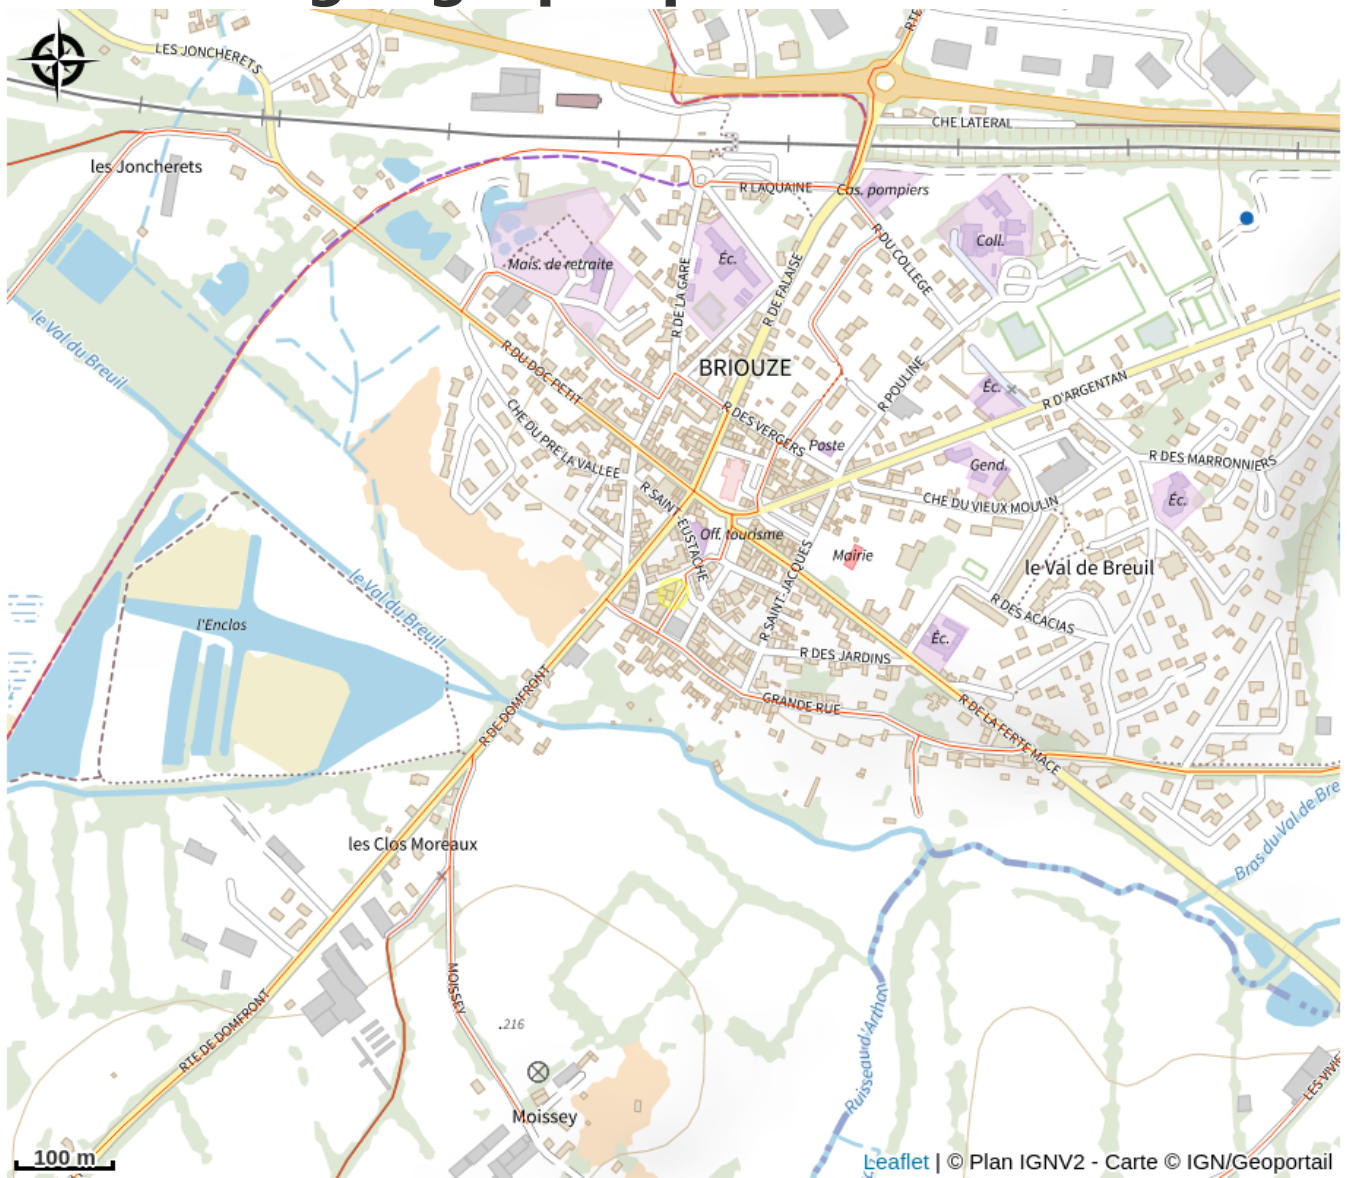 LES JONCHERETS
RTE
CHE LATERAL
les Joncherets
R LAQUAINE
Cas. pompiers
Coll.
R DU COLLEGE
Éc.
Mais. de retraite
R DE LA GARE
R DE FALAISE
le Val du Breuil
R DU DOC PETIT
BRIOUZE
R POULINE
Éc.
R D'ARGENTAN
CHE DU PRE LA VALLEE
R DES VERGERS
Poste
Gend.
R DES MARRONNIERS
Éc.
R SAINT-EUSTACHE
CHE DU VIEUX MOULIN
Off. tourisme
Mairie
le Val de Breuil
R SAINT-JACQUES
le Val du Breuil
l'Enclos
R DES ACACIAS
Éc.
R DES JARDINS
R DE DOMFRONT
GRANDE RUE
R DE LA FERTE MACE
Bras du Val de Bre
les Clos Moreaux
MOISSEY
.216
RTE DE DOMFRONT
Ruisseau d'Arthan
Moissey
LES VIVIE
100 m
Leaflet | © Plan IGNV2 - Carte © IGN/Geoportail